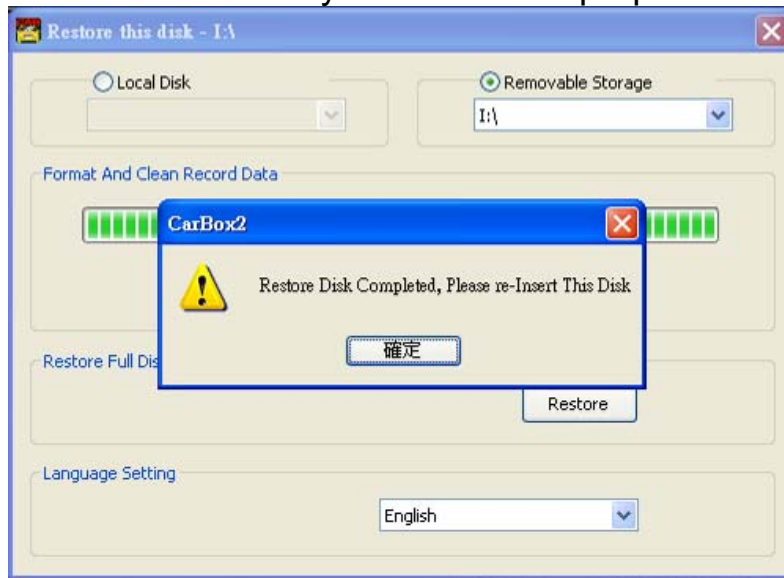 Restore this disk - I:\
Local Disk
Removable Storage
I:\
Format And Clean Record Data
CarBox2
Restore Disk Completed, Please re-Insert This Disk
確定
Restore Full Dis
Restore
Language Setting
English